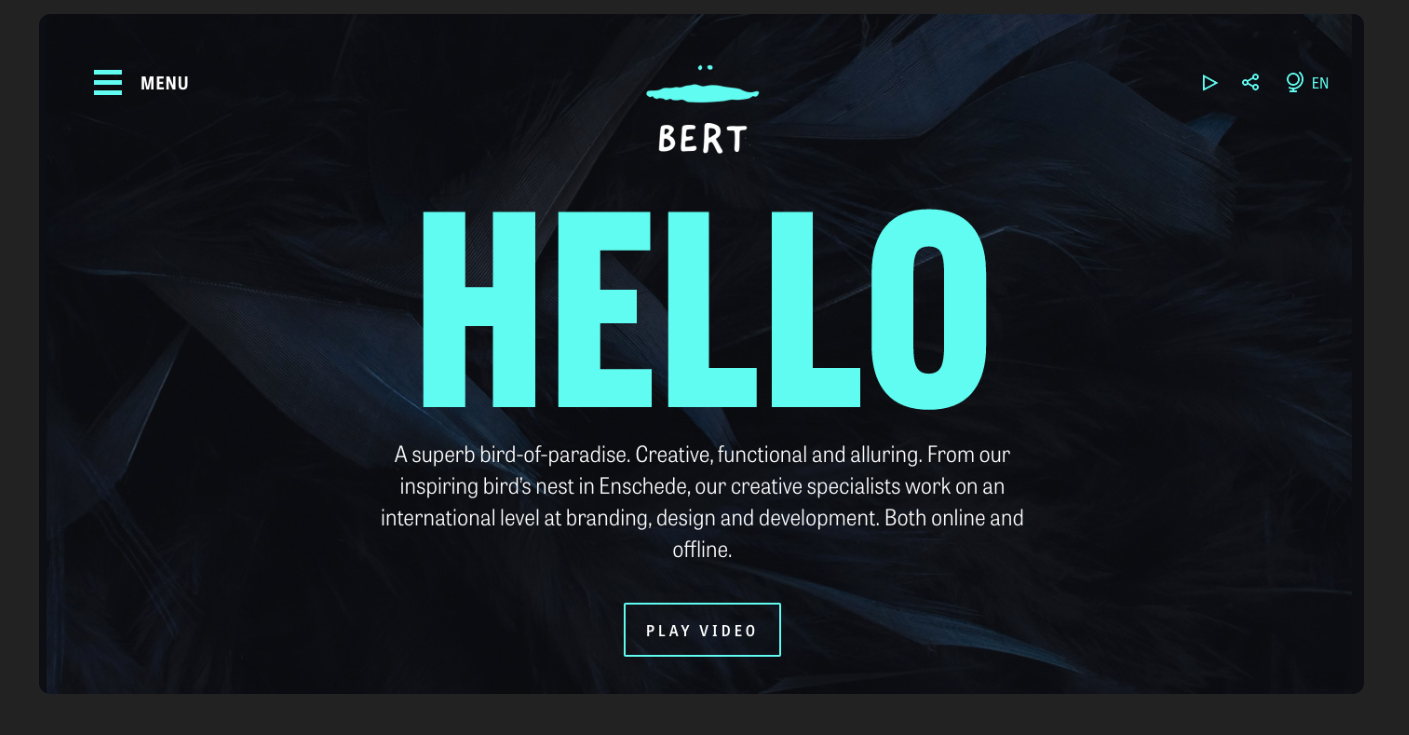 MENU
BERT
EN
HELLO
A superb bird-of-paradise. Creative, functional and alluring. From our
inspiring bird’s nest in Enschede, our creative specialists work on an
international level at branding, design and development. Both online and
offline.
PLAY VIDEO